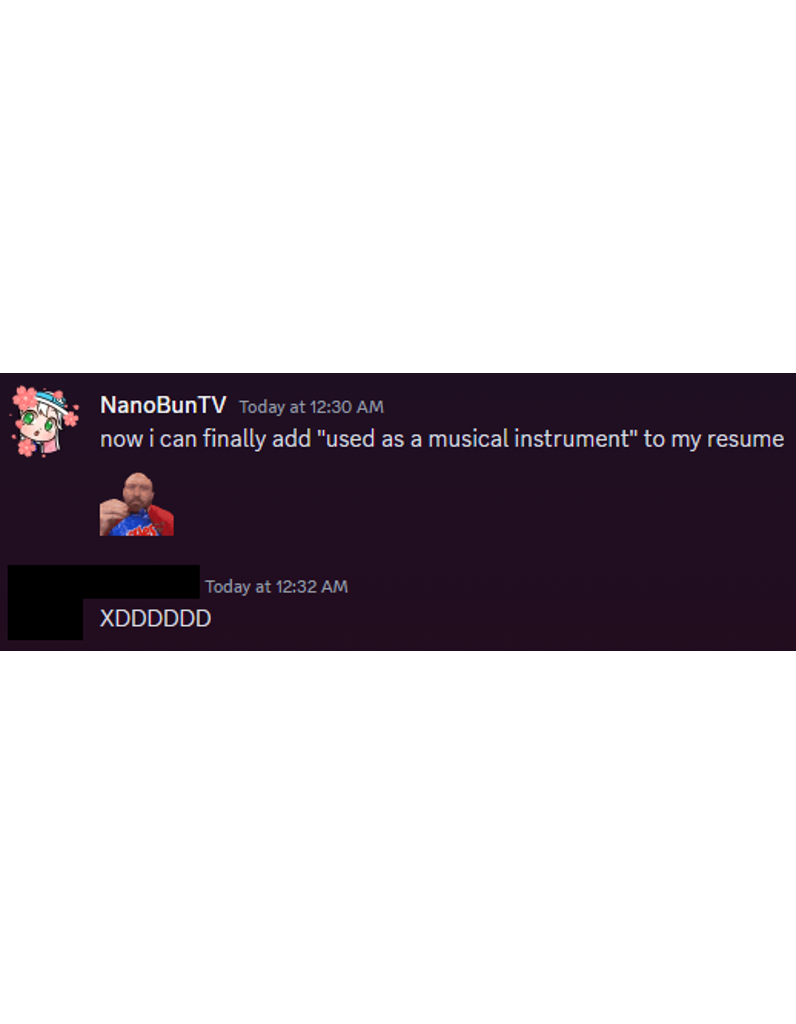 NanoBunTV Today at 12:30 AM
now i can finally add "used as a musical instrument" to my resume
Today at 12:32 AM
XDDDDDD